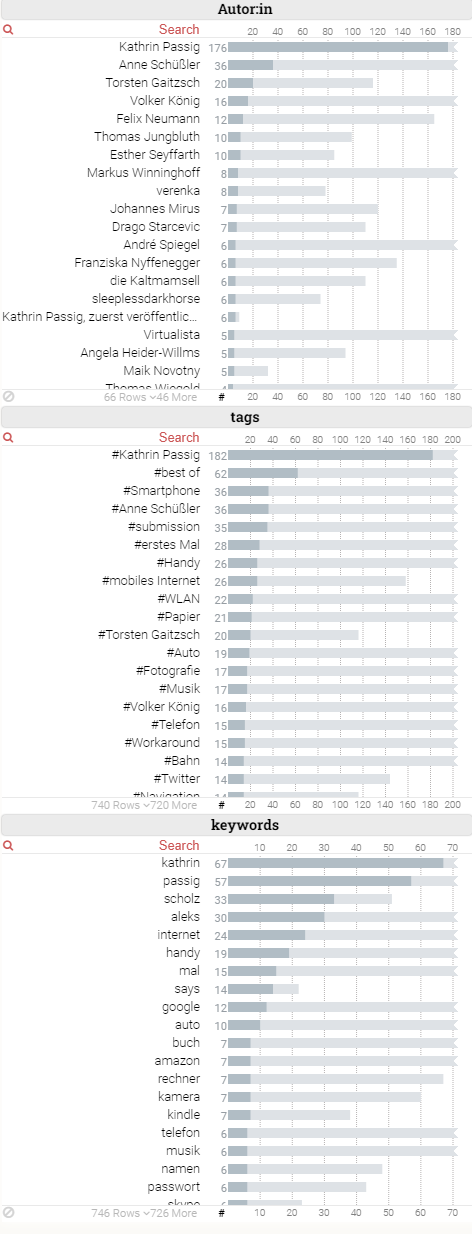 Autor:in
Search 20 40 60 80 100 120 140 160 180
Kathrin Passig 176
Anne Schüßler 36
Torsten Gaitzsch 20
Volker König 16
Felix Neumann 12
Thomas Jungbluth 10
Esther Seyffarth 10
Markus Winninghoff 8
verenka 8
Johannes Mirus 7
Drago Starcevic 7
André Spiegel 6
Franziska Nyffenegger 6
die Kaltmamsell 6
sleeplessdarkhorse 6
Kathrin Passig, zuerst veröffentlic... 6
Virtualista 5
Angela Heider-Willms 5
Maik Novotny 5
Thomas Wiegold 4
66 Rows 46 More # 20 40 60 80 100 120 140 160 180
tags
Search 20 40 60 80 100 120 140 160 180 200
#Kathrin Passig 182
#best of 62
#Smartphone 36
#Anne Schüßler 36
#submission 35
#erstes Mal 28
#Handy 26
#mobiles Internet 26
#WLAN 22
#Papier 21
#Torsten Gaitzsch 20
#Auto 19
#Fotografie 17
#Musik 17
#Volker König 16
#Telefon 15
#Workaround 15
#Bahn 14
#Twitter 14
#Navigation 14
740 Rows 720 More # 20 40 60 80 100 120 140 160 180 200
keywords
Search 10 20 30 40 50 60 70
kathrin 67
passig 57
scholz 33
aleks 30
internet 24
handy 19
mal 15
says 14
google 12
auto 10
buch 7
amazon 7
rechner 7
kamera 7
kindle 7
telefon 6
musik 6
namen 6
passwort 6
skype 6
746 Rows 726 More # 10 20 30 40 50 60 70